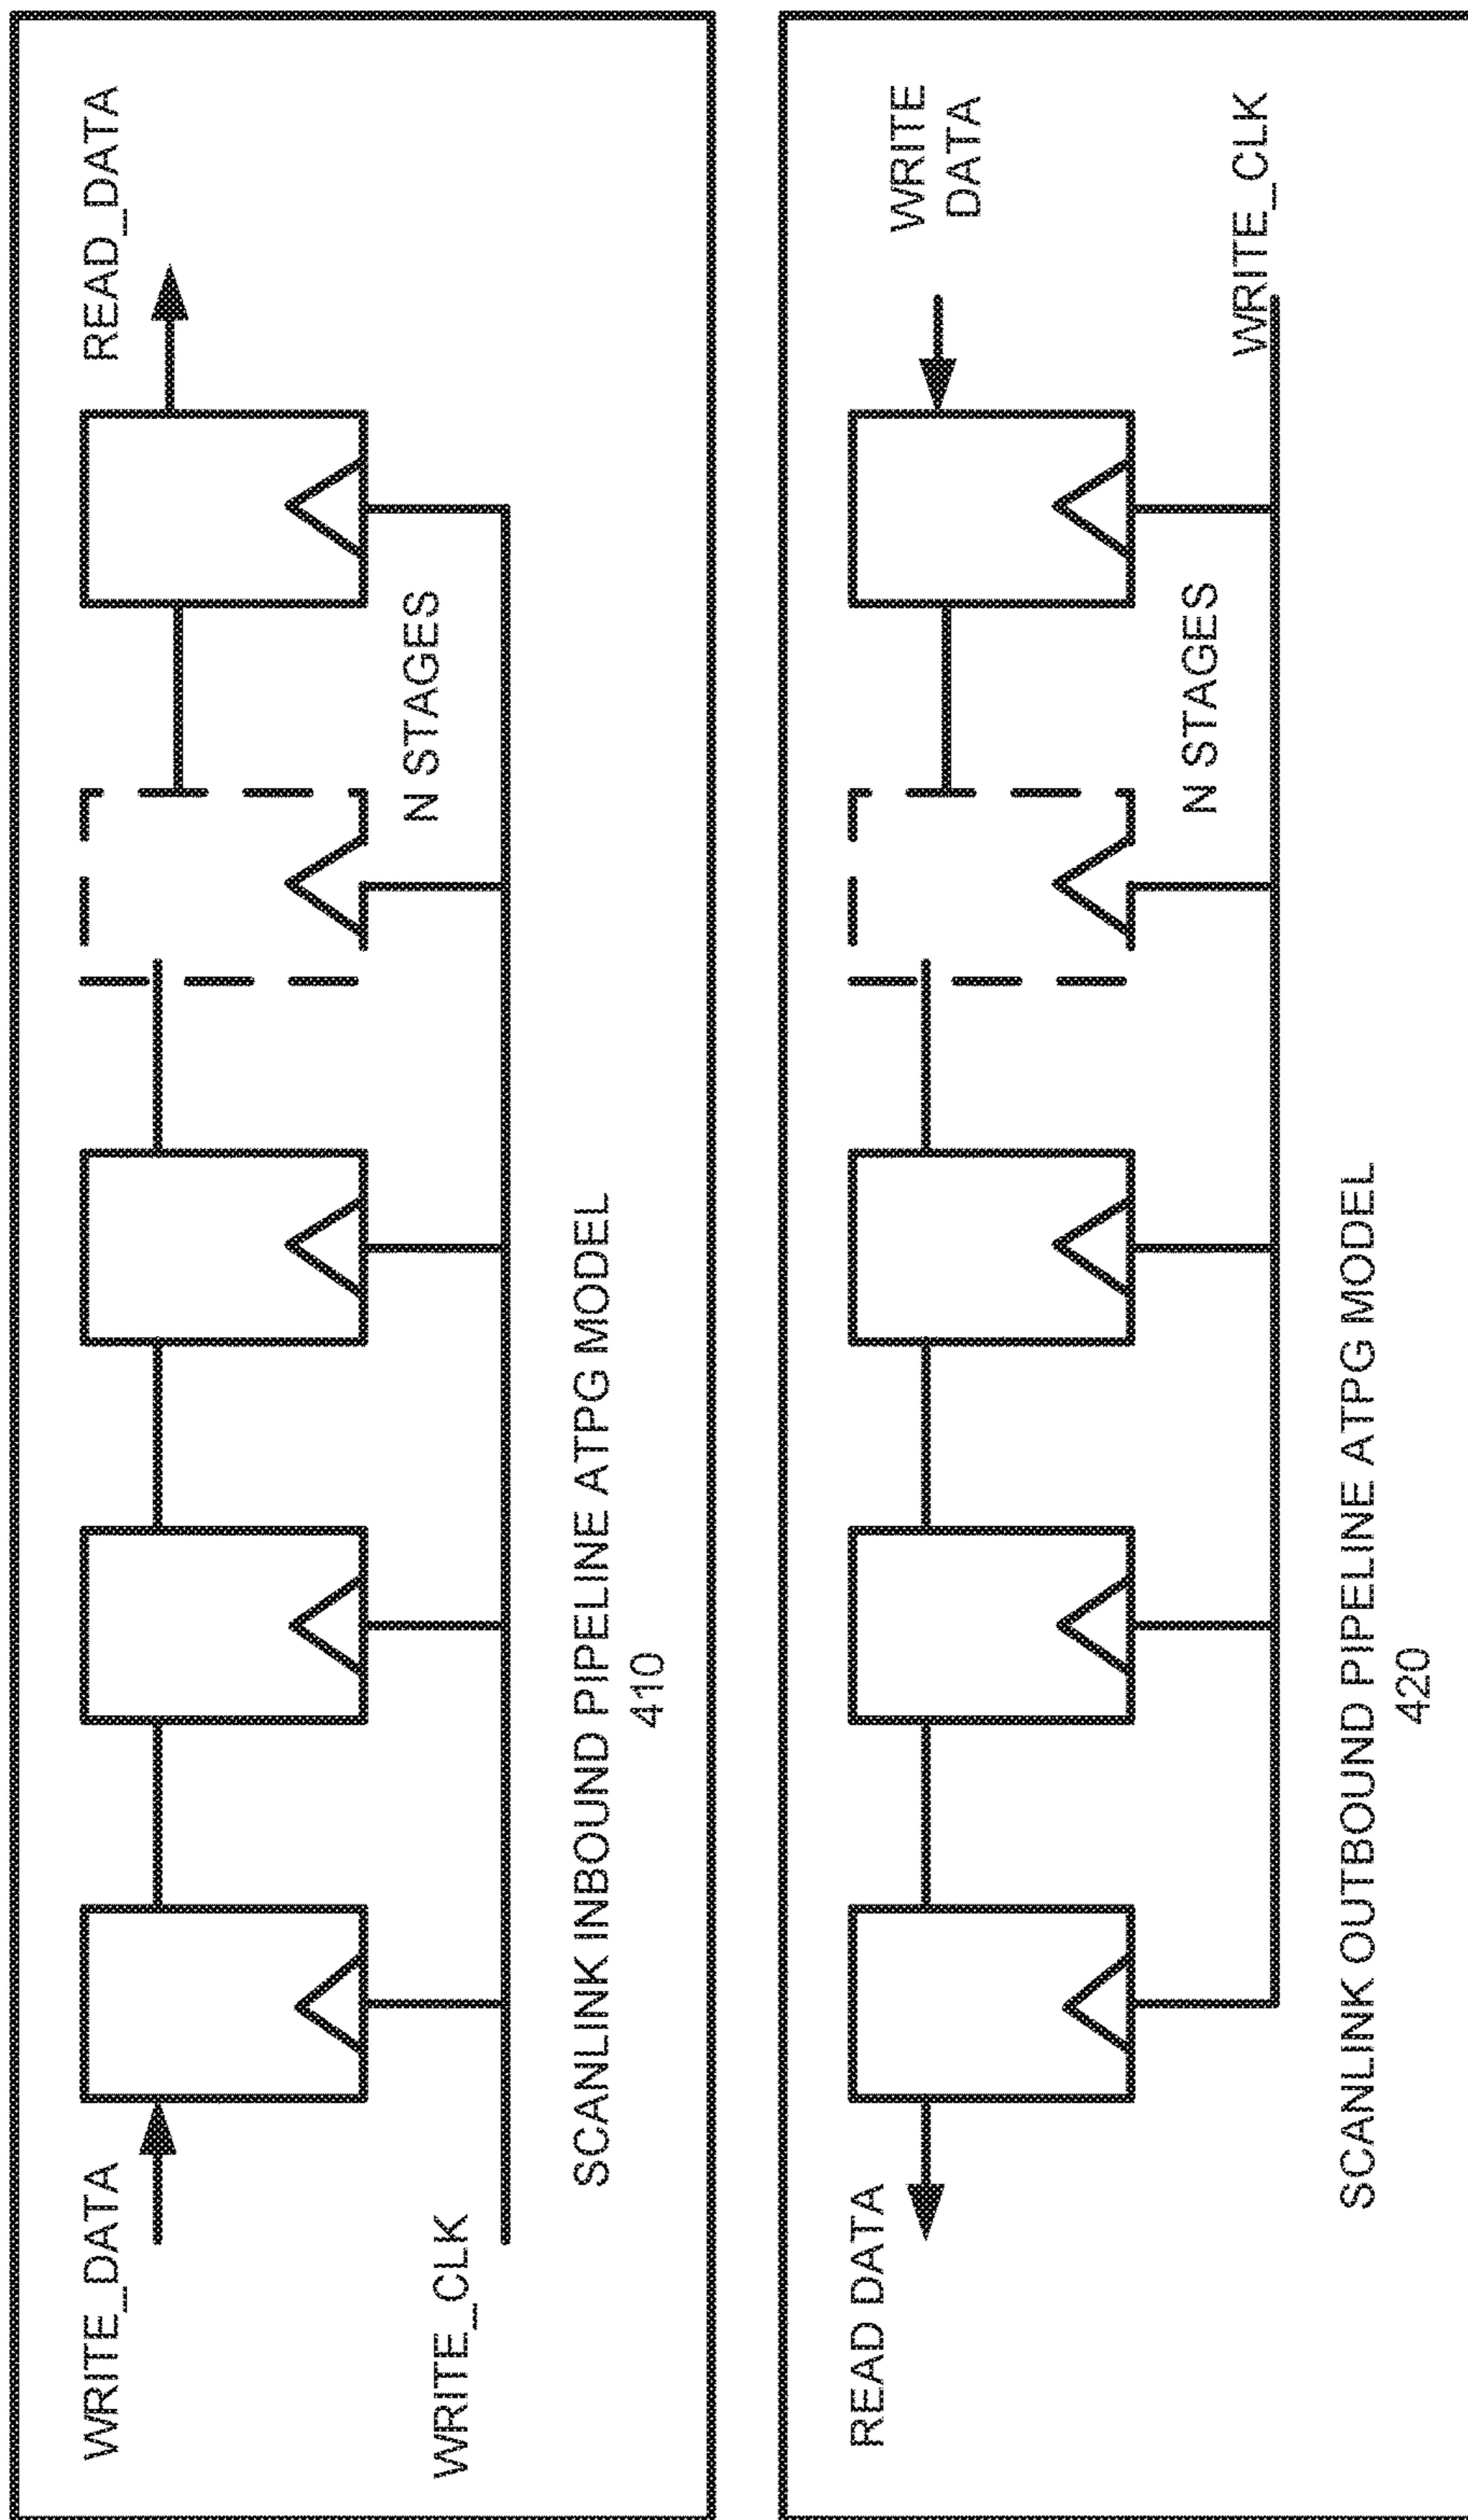 WRITE_DATA
READ_DATA
N STAGES
WRITE_CLK
SCANLINK INBOUND PIPELINE ATPG MODEL
410
READ DATA
WRITE
DATA
N STAGES
WRITE_CLK
SCANLINK OUTBOUND PIPELINE ATPG MODEL
420